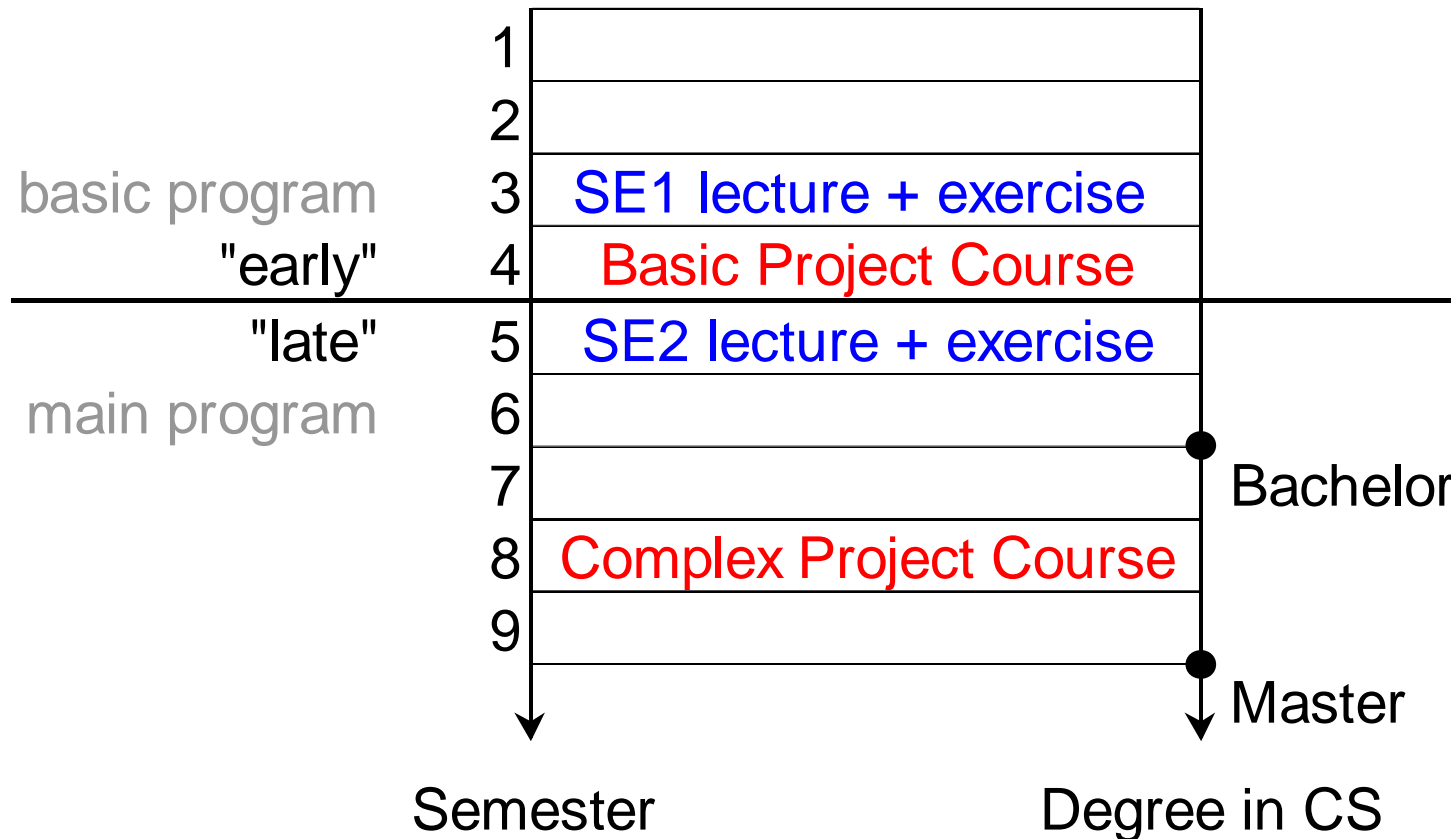 1
2
basic program 3 SE1 lecture + exercise
"early" 4 Basic Project Course
"late" 5 SE2 lecture + exercise
main program 6
7 Bachelor
8 Complex Project Course
9
Master
Semester Degree in CS